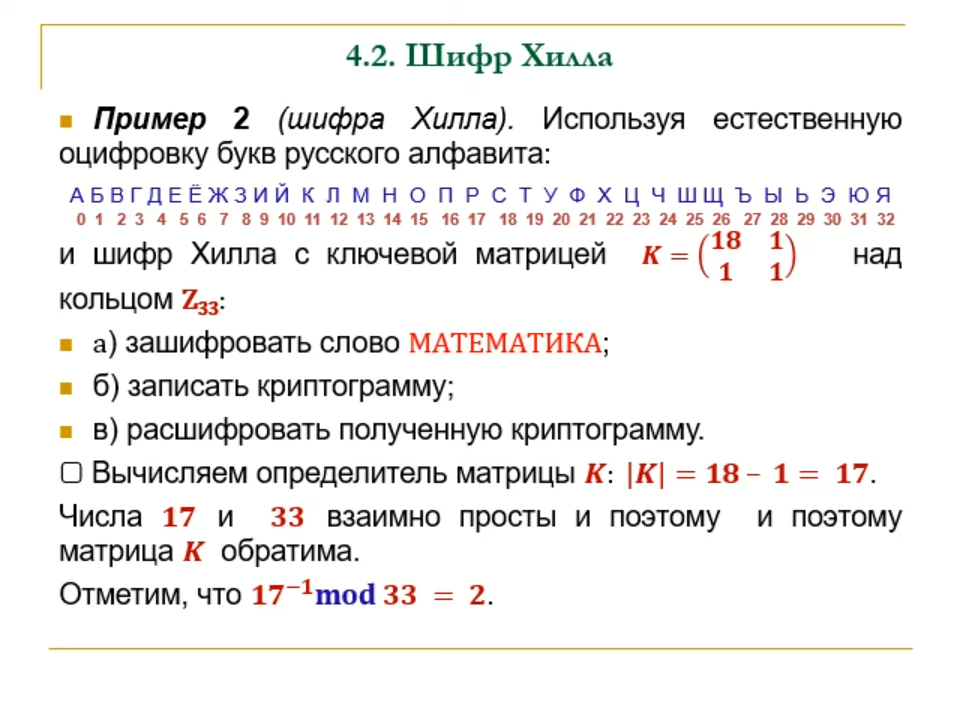 4.2. Шифр Хилла
Пример 2 (шифра Хилла). Используя естественную
оцифровку букв русского алфавита:
А Б В Г Д Е Ё Ж З И Й К Л М Н О П Р С Т У Ф Х Ц Ч Ш Щ Ъ Ы Ь Э Ю Я
0 1 2 3 4 5 6 7 8 9 10 11 12 13 14 15 16 17 18 19 20 21 22 23 24 25 26 27 28 29 30 31 32
и шифр Хилла с ключевой матрицей K = (18 1 над
1 1)
кольцом Z33:
а) зашифровать слово МАТЕМАТИКА;
б) записать криптограмму;
в) расшифровать полученную криптограмму.
▢ Вычисляем определитель матрицы K: |K| = 18 – 1 = 17.
Числа 17 и 33 взаимно просты и поэтому и поэтому
матрица K обратима.
Отметим, что 17⁻¹mod 33 = 2.